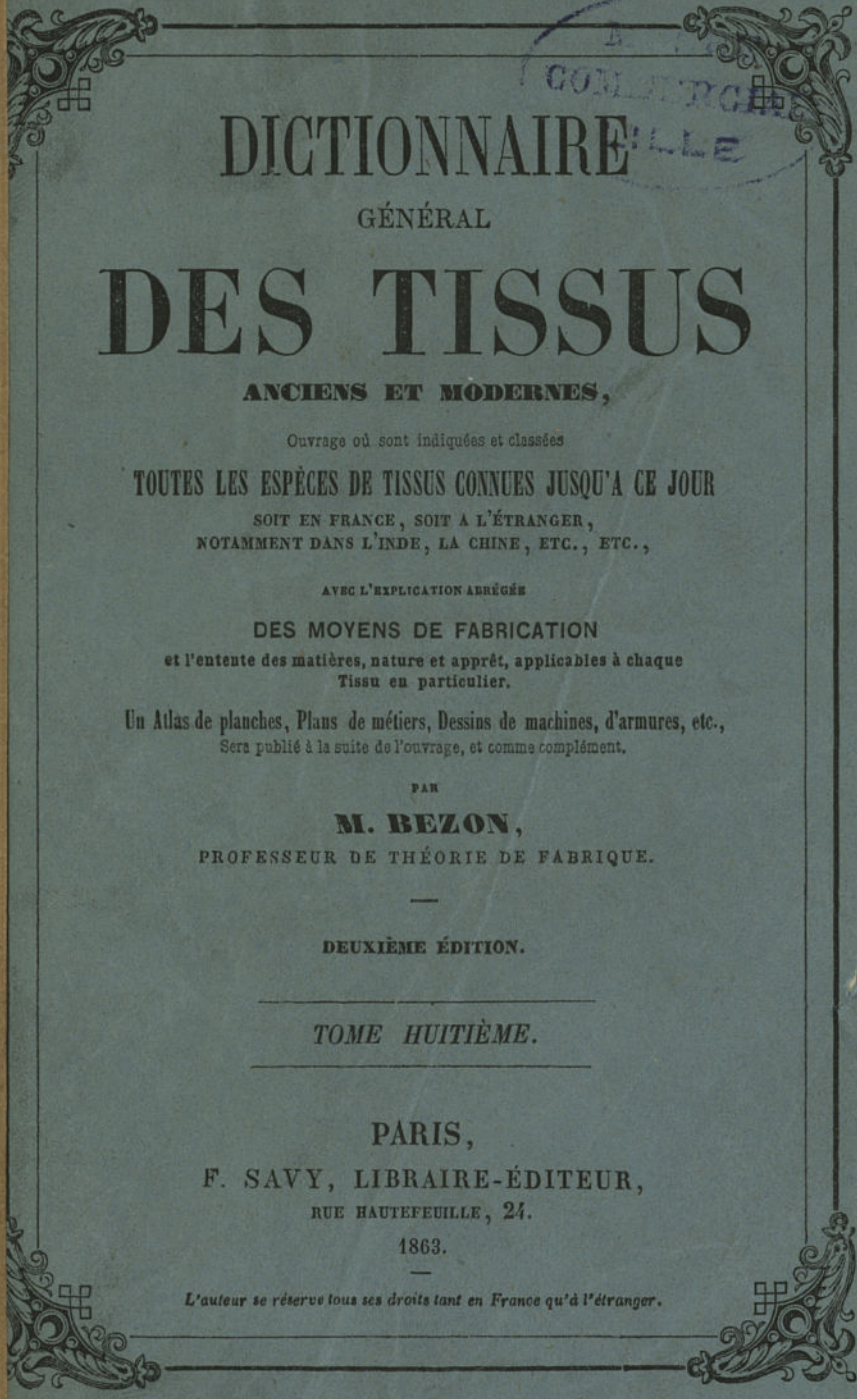 DICTIONNAIRE
GÉNÉRAL
DES TISSUS
ANCIENS ET MODERNES,
Ouvrage où sont indiquées et classées
TOUTES LES ESPÈCES DE TISSUS CONNUES JUSQU'A CE JOUR
SOIT EN FRANCE, SOIT A L'ÉTRANGER,
NOTAMMENT DANS L'INDE, LA CHINE, ETC., ETC.,
AVEC L'EXPLICATION ABRÉGÉE
DES MOYENS DE FABRICATION
et l'entente des matières, nature et apprêt, applicables à chaque
Tissu en particulier.
Un Atlas de planches, Plans de métiers, Dessins de machines, d'armures, etc.,
Sera publié à la suite de l'ouvrage, et comme complément.
PAR
M. BEZON,
PROFESSEUR DE THÉORIE DE FABRIQUE.
DEUXIÈME ÉDITION.
TOME HUITIÈME.
PARIS,
F. SAVY, LIBRAIRE-ÉDITEUR,
RUE HAUTEFEUILLE, 24.
1863.
L'auteur se réserve tous ses droits tant en France qu'à l'étranger.